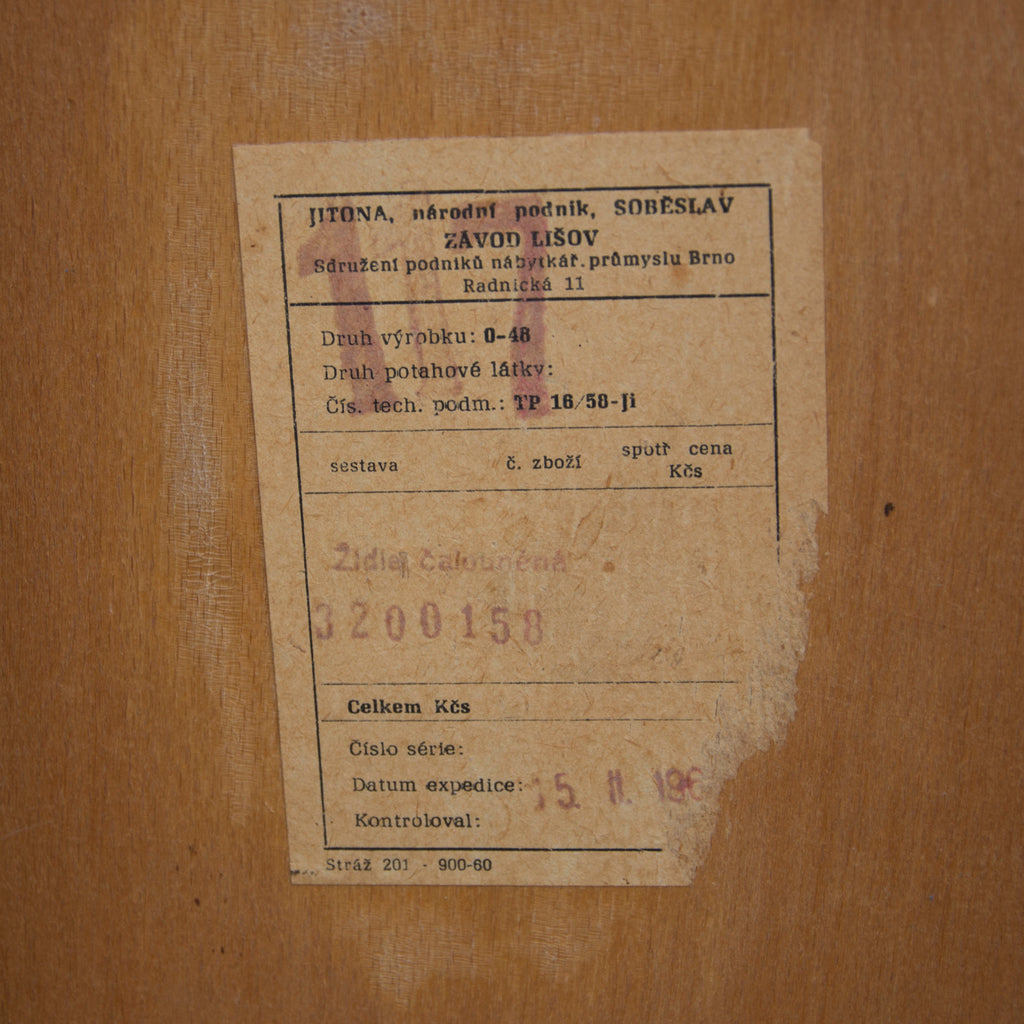 JITONA, národní podnik, SOBĚSLAV
ZÁVOD LIŠOV
Sdružení podniků nábytkář. průmyslu Brno
Radnická 11
11
Druh výrobku: 0-48
Druh potahové látky:
Čís. tech. podm.: TP 16/58-Ji
sestava č. zboží spotř cena
Kčs
Židle čalouněná
3200158
Celkem Kčs
Číslo série:
Datum expedice: 15. II. 196
Kontroloval:
Stráž 201 - 900-60